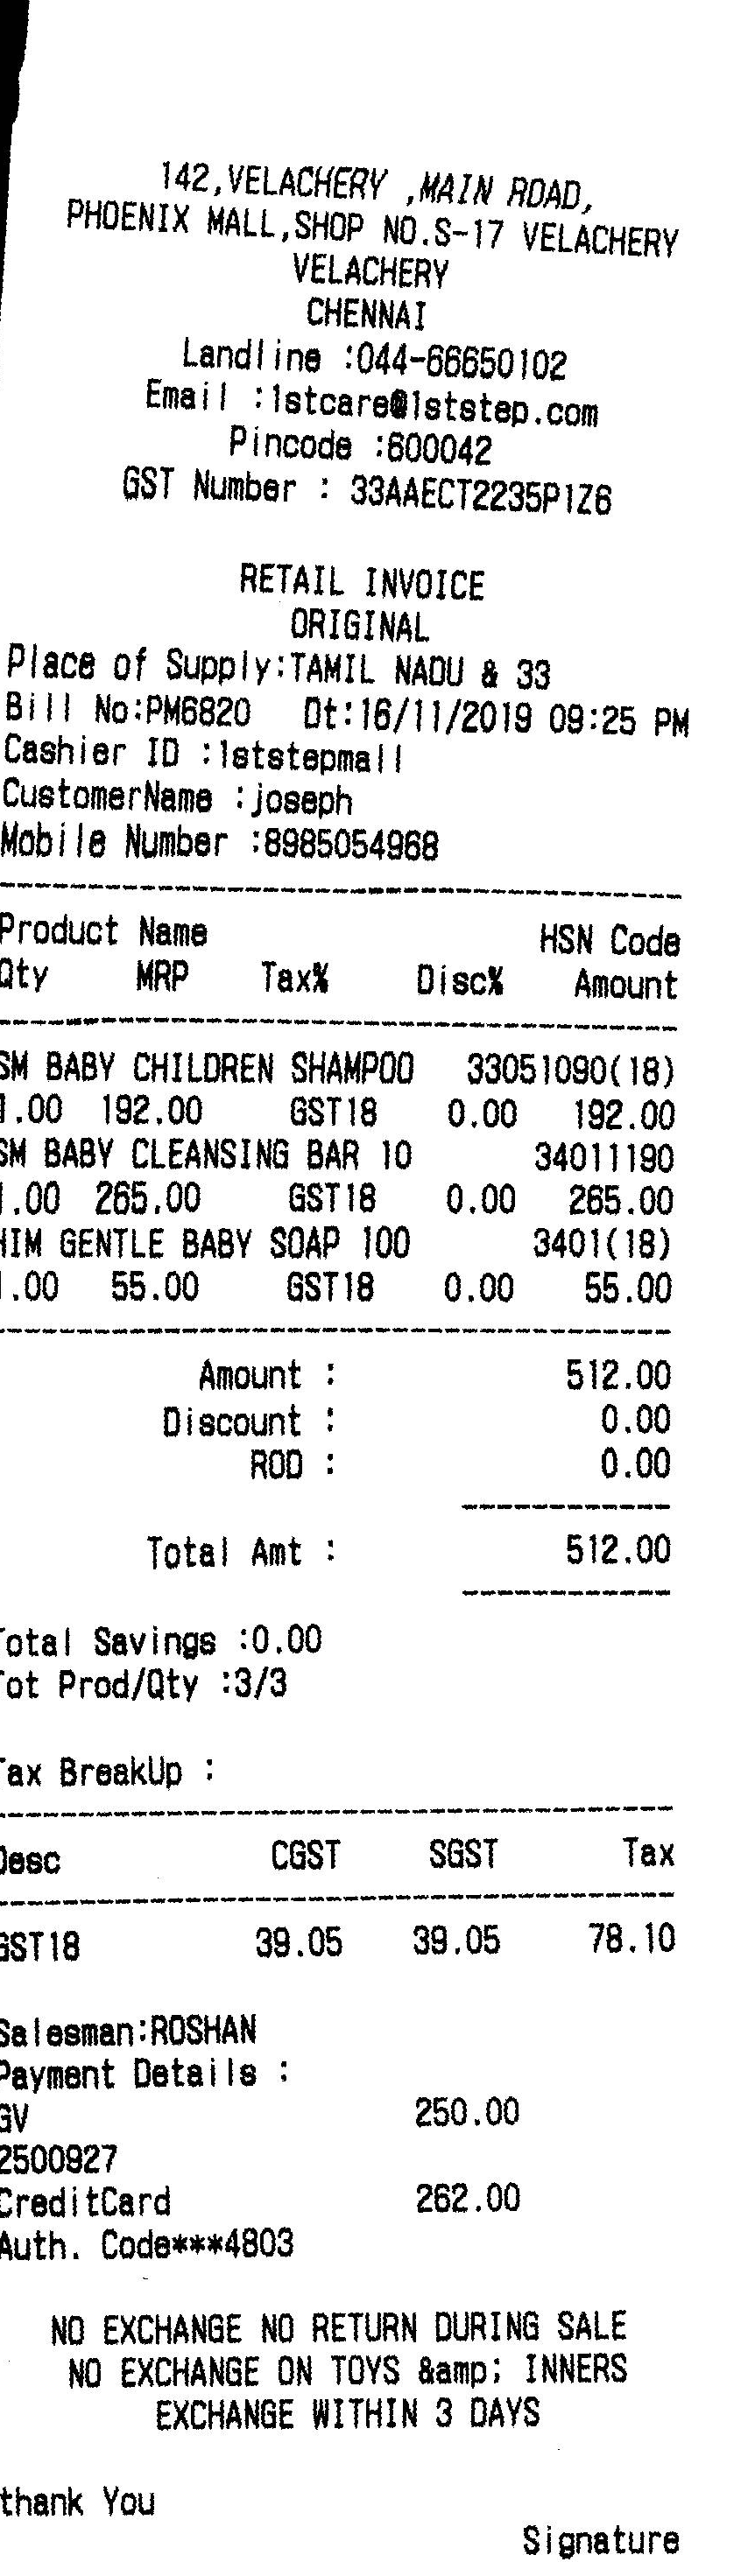 142,VELACHERY ,MAIN ROAD,
PHOENIX MALL,SHOP NO.S-17 VELACHERY
VELACHERY
CHENNAI
Landline :044-66650102
Email :1stcare@1ststep.com
Pincode :600042
GST Number : 33AAECT2235P1Z6
RETAIL INVOICE
ORIGINAL
Place of Supply:TAMIL NADU & 33
Bill No:PM6820 Dt:16/11/2019 09:25 PM
Cashier ID :1ststepmall
CustomerName :joseph
Mobile Number :8985054968
Product Name HSN Code
Qty MRP Tax% Disc% Amount
SM BABY CHILDREN SHAMPOO 33051090(18)
1.00 192.00 GST18 0.00 192.00
SM BABY CLEANSING BAR 10 34011190
1.00 265.00 GST18 0.00 265.00
HIM GENTLE BABY SOAP 100 3401(18)
1.00 55.00 GST18 0.00 55.00
Amount : 512.00
Discount : 0.00
ROD : 0.00
Total Amt : 512.00
Total Savings :0.00
Tot Prod/Qty :3/3
Tax BreakUp :
Desc CGST SGST Tax
GST18 39.05 39.05 78.10
Salesman:ROSHAN
Payment Details :
GV 250.00
2500927
CreditCard 262.00
Auth. Code***4803
NO EXCHANGE NO RETURN DURING SALE
NO EXCHANGE ON TOYS &amp; INNERS
EXCHANGE WITHIN 3 DAYS
thank You
Signature